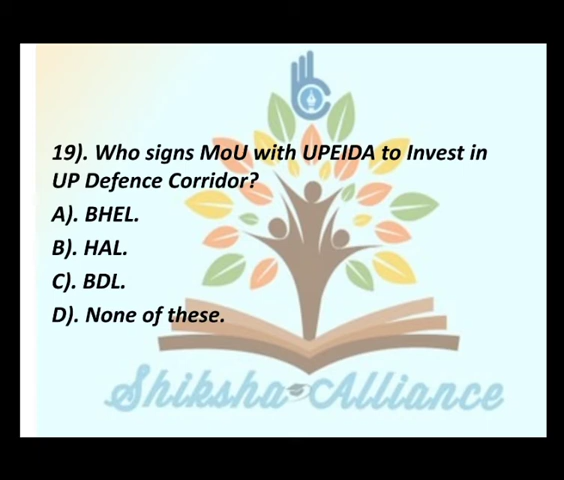 19). Who signs MoU with UPEIDA to Invest in
UP Defence Corridor?
A). BHEL.
B). HAL.
C). BDL.
D). None of these.
Shiksha Alliance